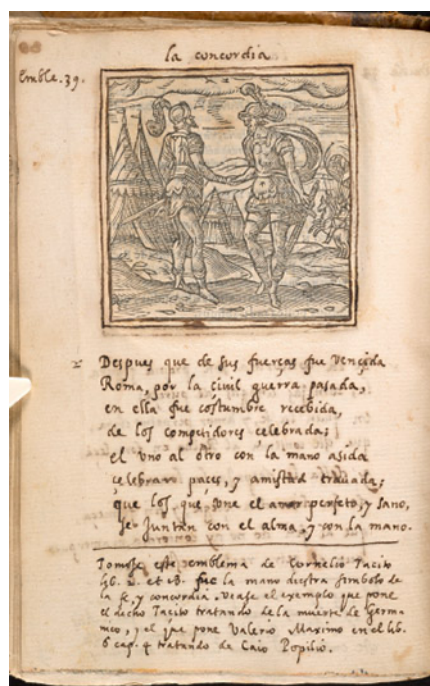 la concordia
Emble. 39.
Despues que de sus fuerças fue Vencida
Roma, por la civil guerra pasada,
en ella fue costumbre recebida,
de los competidores celebrada;
el vno al otro con la mano asida
celebrar paces, y amistad trauada;
que los que vne el amor perfeto, y sano,
se Juntan con el alma, y con la mano.
Tomose este emblema de Cornelio Tacito
lib. 2. et 18. fue la mano diestra simbolo de
la fe, y concordia. Vease el exemplo que pone
el dicho Tacito tratando de la muerte de Germa
nico, y el que pone Valerio Maximo en el lib.
6 cap. 4 tratando de Caio Popilio.